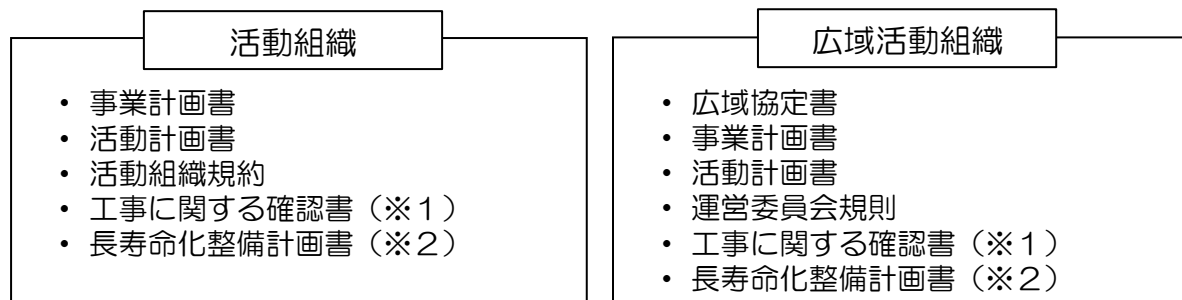 活動組織
• 事業計画書
• 活動計画書
• 活動組織規約
• 工事に関する確認書（※１）
• 長寿命化整備計画書（※２）
広域活動組織
• 広域協定書
• 事業計画書
• 活動計画書
• 運営委員会規則
• 工事に関する確認書（※１）
• 長寿命化整備計画書（※２）